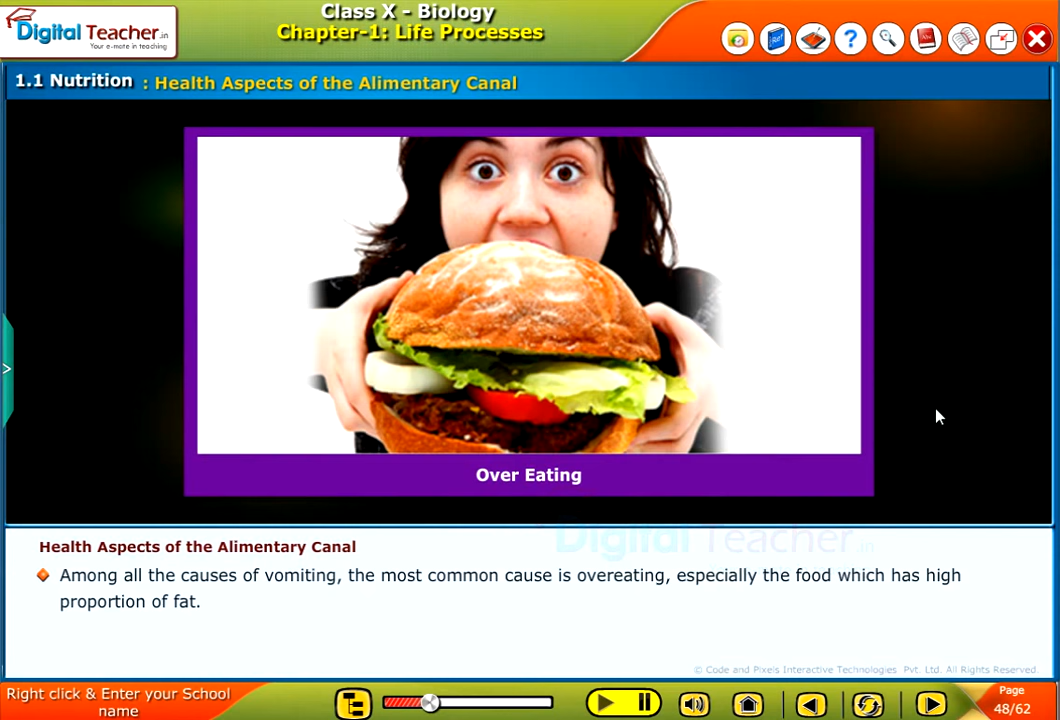 Digital Teacher.in
Your e-mate in teaching
Class X - Biology
Chapter-1: Life Processes
1.1 Nutrition : Health Aspects of the Alimentary Canal
Over Eating
Digital Teacher.in
Health Aspects of the Alimentary Canal
Among all the causes of vomiting, the most common cause is overeating, especially the food which has high
proportion of fat.
© Code and Pixels Interactive Technologies. Pvt. Ltd. All Rights Reserved.
Right click & Enter your School
name
Page
48/62